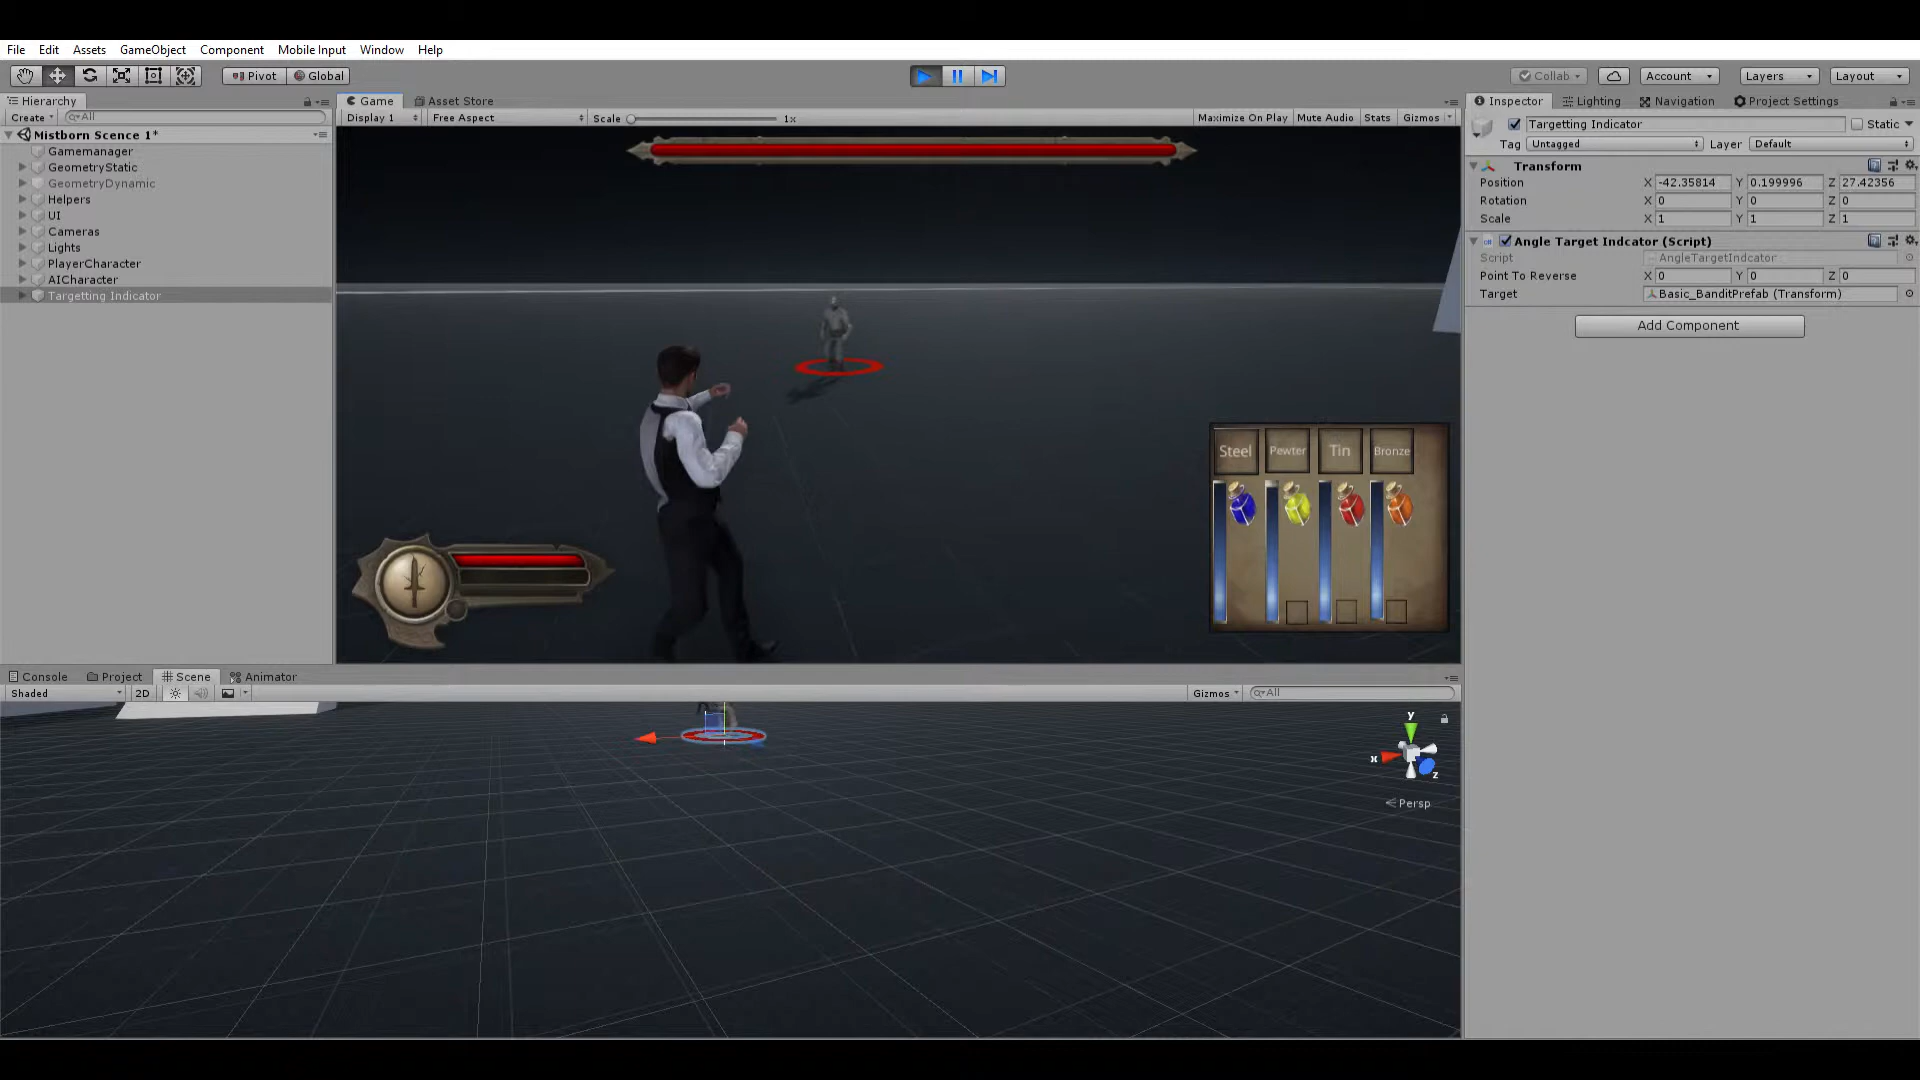 File Edit Assets GameObject Component Mobile Input Window Help
Pivot Global Collab Account Layers Layout
Hierarchy
Create All
Mistborn Scence 1*
Gamemanager
GeometryStatic
GeometryDynamic
Helpers
UI
Cameras
Lights
PlayerCharacter
AICharacter
Targetting Indicator
Game Asset Store
Display 1 Free Aspect Scale 1x Maximize On Play Mute Audio Stats Gizmos
Steel Pewter Tin Bronze
Console Project Scene Animator
Shaded 2D Gizmos All
y
x
z
Persp
Inspector Lighting Navigation Project Settings
Targetting Indicator Static
Tag Untagged Layer Default
Transform
Position X -42.35814 Y 0.199996 Z 27.42356
Rotation X 0 Y 0 Z 0
Scale X 1 Y 1 Z 1
Angle Target Indcator (Script)
Script AngleTargetIndcator
Point To Reverse X 0 Y 0 Z 0
Target Basic_BanditPrefab (Transform)
Add Component